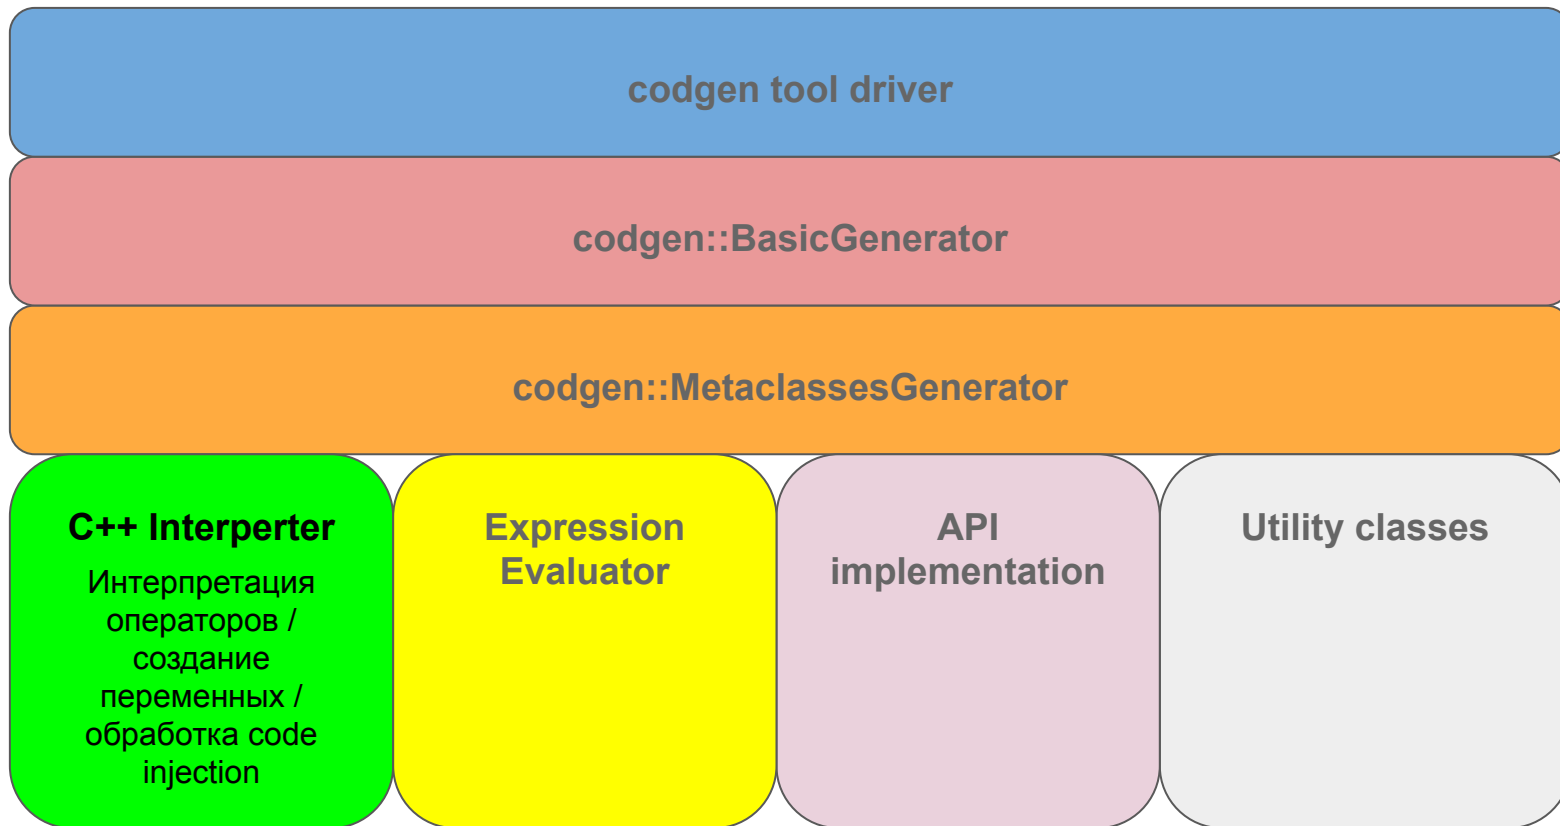 codgen tool driver
codgen::BasicGenerator
codgen::MetaclassesGenerator
C++ Interperter
Интерпретация
операторов /
создание
переменных /
обработка code
injection
Expression
Evaluator
API
implementation
Utility classes